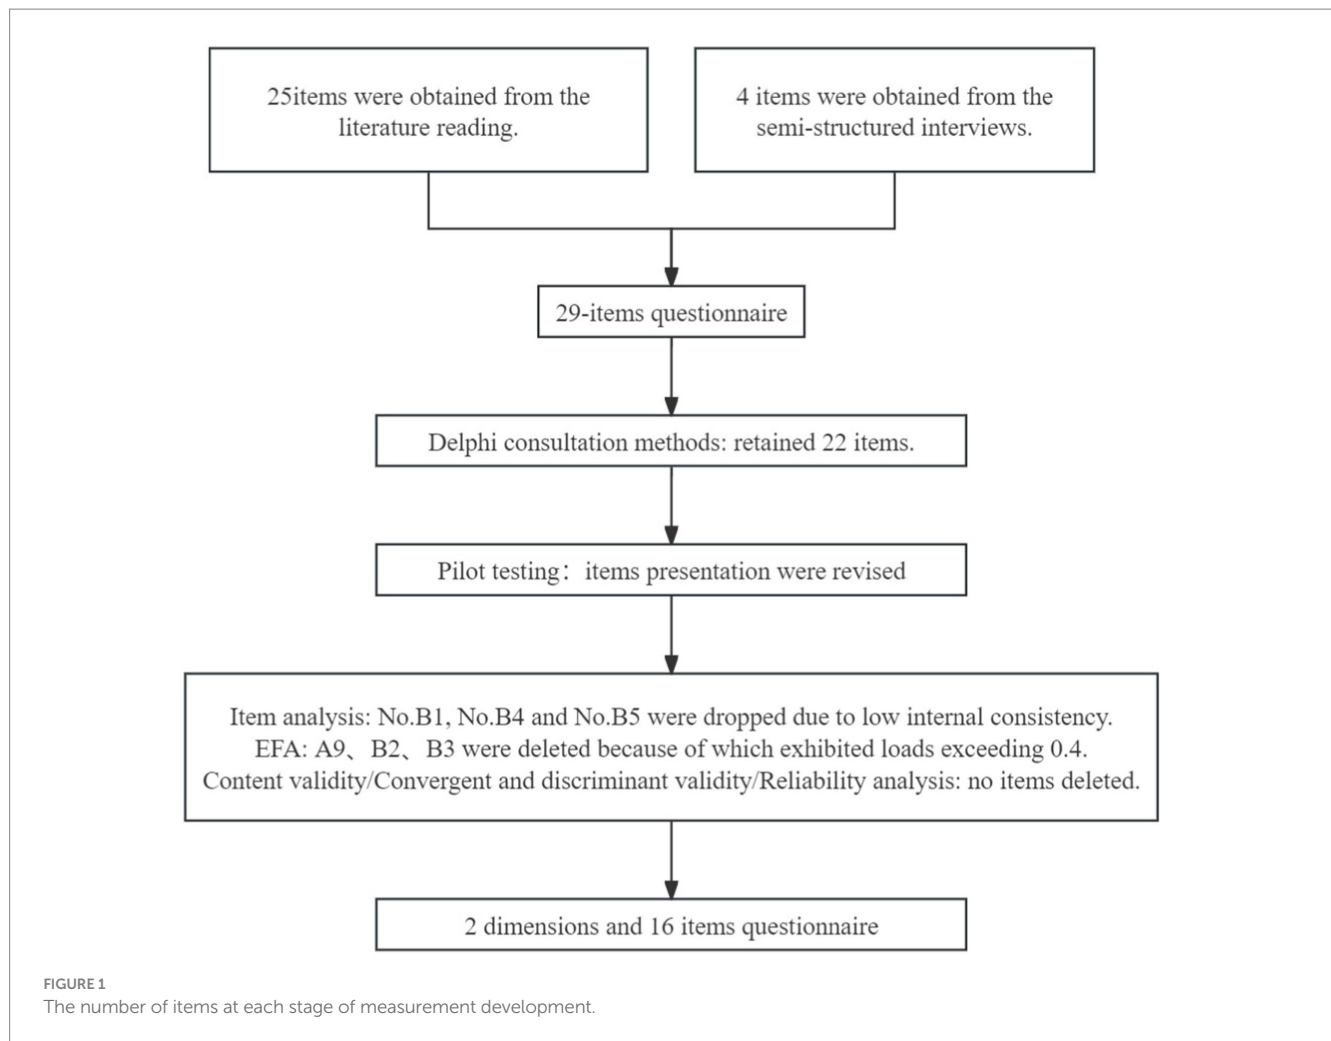 25items were obtained from the
literature reading.
4 items were obtained from the
semi-structured interviews.
29-items questionnaire
Delphi consultation methods: retained 22 items.
Pilot testing：items presentation were revised
Item analysis: No.B1, No.B4 and No.B5 were dropped due to low internal consistency.
EFA: A9、B2、B3 were deleted because of which exhibited loads exceeding 0.4.
Content validity/Convergent and discriminant validity/Reliability analysis: no items deleted.
2 dimensions and 16 items questionnaire
FIGURE 1
The number of items at each stage of measurement development.